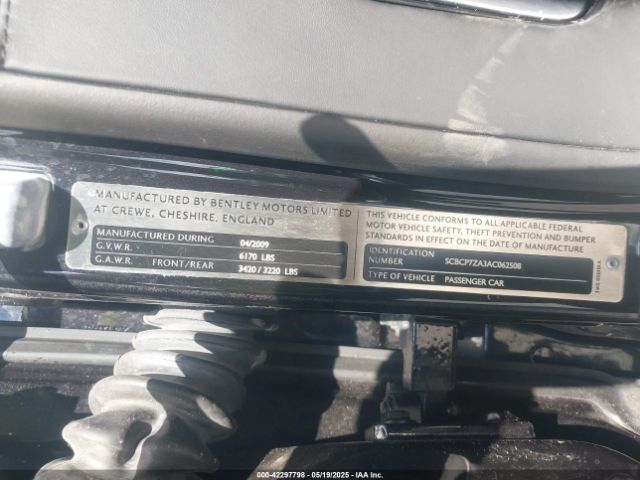 MANUFACTURED BY BENTLEY MOTORS LIMITED
AT CREWE, CHESHIRE, ENGLAND
MANUFACTURED DURING 04/2009
G.V.W.R. 6170 LBS
G.A.W.R. FRONT/REAR 3420 / 3220 LBS
THIS VEHICLE CONFORMS TO ALL APPLICABLE FEDERAL
MOTOR VEHICLE SAFETY, THEFT PREVENTION AND BUMPER
STANDARDS IN EFFECT ON THE DATE OF MANUFACTURE
IDENTIFICATION
NUMBER SCBCP7ZA3AC062508
TYPE OF VEHICLE PASSENGER CAR
000-42297798 - 05/19/2025 - IAA Inc.